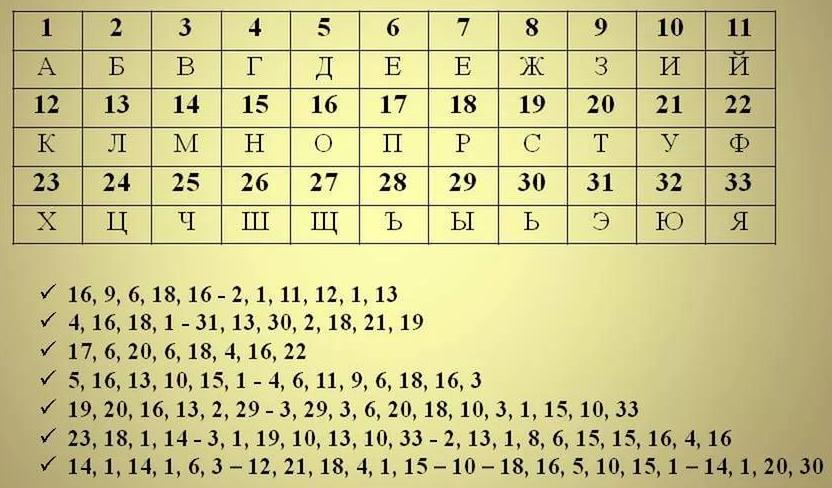 1 2 3 4 5 6 7 8 9 10 11
А Б В Г Д Е Е Ж З И Й
12 13 14 15 16 17 18 19 20 21 22
К Л М Н О П Р С Т У Ф
23 24 25 26 27 28 29 30 31 32 33
Х Ц Ч Ш Щ Ъ Ы Ь Э Ю Я
✓ 16, 9, 6, 18, 16 - 2, 1, 11, 12, 1, 13
✓ 4, 16, 18, 1 - 31, 13, 30, 2, 18, 21, 19
✓ 17, 6, 20, 6, 18, 4, 16, 22
✓ 5, 16, 13, 10, 15, 1 - 4, 6, 11, 9, 6, 18, 16, 3
✓ 19, 20, 16, 13, 2, 29 - 3, 29, 3, 6, 20, 18, 10, 3, 1, 15, 10, 33
✓ 23, 18, 1, 14 - 3, 1, 19, 10, 13, 10, 33 - 2, 13, 1, 8, 6, 15, 15, 16, 4, 16
✓ 14, 1, 14, 1, 6, 3 – 12, 21, 18, 4, 1, 15 – 10 – 18, 16, 5, 10, 15, 1 – 14, 1, 20, 30